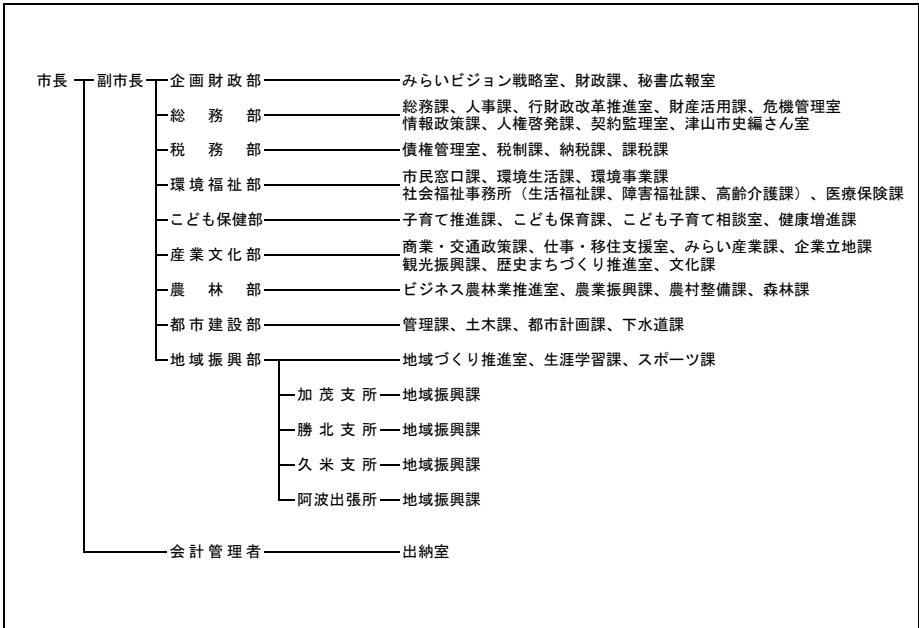 市長 副市長 企画財政部 みらいビジョン戦略室、財政課、秘書広報室
総務部 総務課、人事課、行財政改革推進室、財産活用課、危機管理室
情報政策課、人権啓発課、契約監理室、津山市史編さん室
税務部 債権管理室、税制課、納税課、課税課
環境福祉部 市民窓口課、環境生活課、環境事業課
社会福祉事務所（生活福祉課、障害福祉課、高齢介護課）、医療保険課
こども保健部 子育て推進課、こども保育課、こども子育て相談室、健康増進課
産業文化部 商業・交通政策課、仕事・移住支援室、みらい産業課、企業立地課
観光振興課、歴史まちづくり推進室、文化課
農林部 ビジネス農林業推進室、農業振興課、農村整備課、森林課
都市建設部 管理課、土木課、都市計画課、下水道課
地域振興部 地域づくり推進室、生涯学習課、スポーツ課
加茂支所 地域振興課
勝北支所 地域振興課
久米支所 地域振興課
阿波出張所 地域振興課
会計管理者 出納室